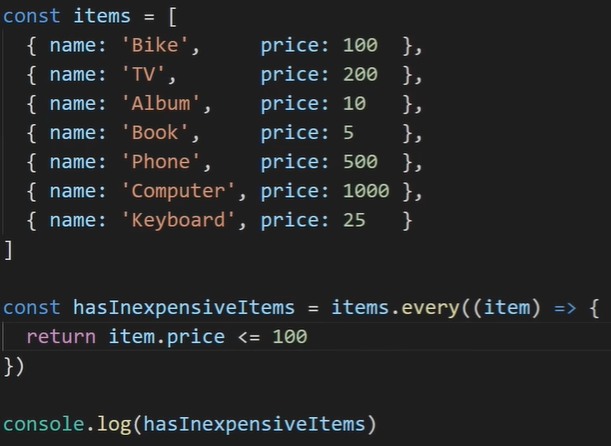 const items = [
  { name: 'Bike',     price: 100  },
  { name: 'TV',       price: 200  },
  { name: 'Album',    price: 10   },
  { name: 'Book',     price: 5    },
  { name: 'Phone',    price: 500  },
  { name: 'Computer', price: 1000 },
  { name: 'Keyboard', price: 25   }
]

const hasInexpensiveItems = items.every((item) => {
  return item.price <= 100
})

console.log(hasInexpensiveItems)